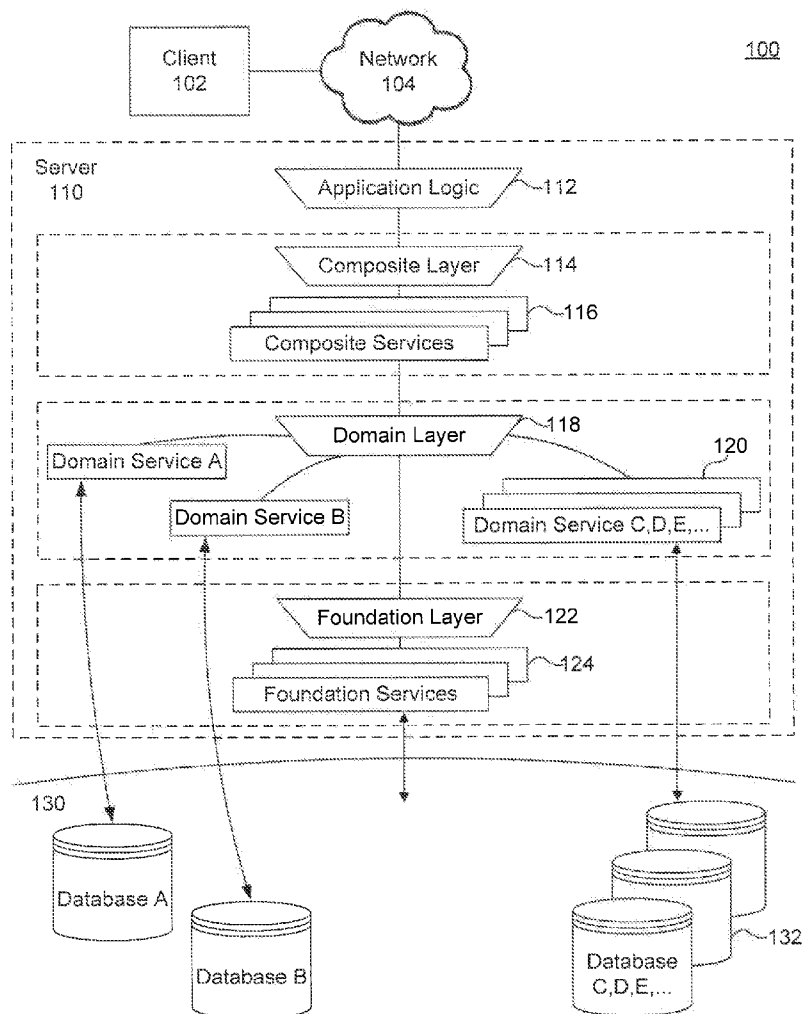 Client
102
Network
104
100
Server
110
Application Logic
112
Composite Layer
114
116
Composite Services
Domain Layer
118
Domain Service A
120
Domain Service B
Domain Service C,D,E,...
Foundation Layer
122
124
Foundation Services
130
Database A
Database B
Database
C,D,E,...
132